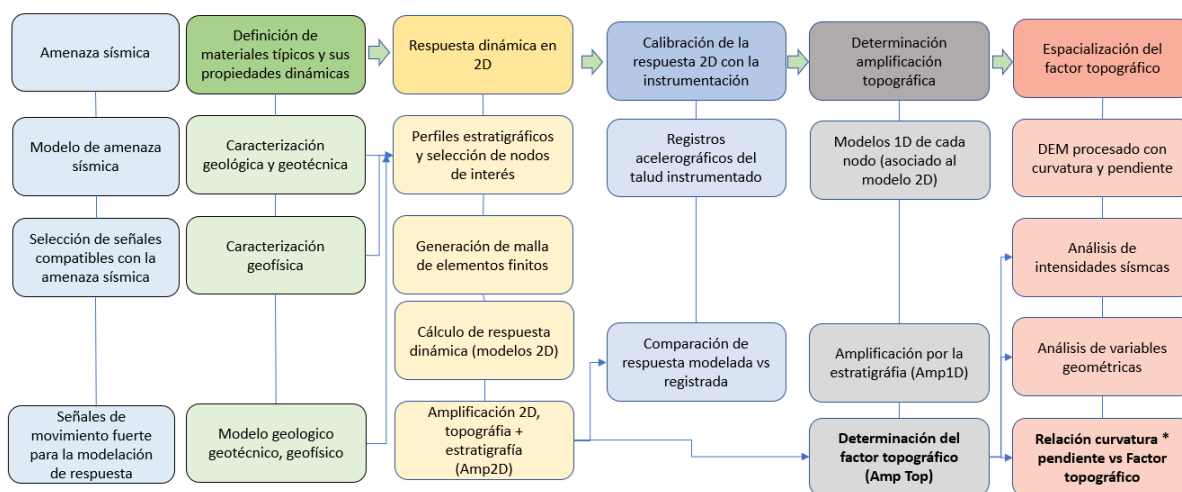 Amenaza sísmica
Modelo de amenaza
sísmica
Selección de señales
compatibles con la
amenaza sísmica
Señales de
movimiento fuerte
para la modelación
de respuesta
Definición de
materiales típicos y sus
propiedades dinámicas
Caracterización
geológica y geotécnica
Caracterización
geofísica
Modelo geologico
geotécnico, geofísico
Respuesta dinámica en
2D
Perfiles estratigráficos
y selección de nodos
de interés
Generación de malla
de elementos finitos
Cálculo de respuesta
dinámica (modelos 2D)
Amplificación 2D,
topográfia +
estratigrafía
(Amp2D)
Calibración de la
respuesta 2D con la
instrumentación
Registros
acelerográficos del
talud instrumentado
Comparación de
respuesta modelada vs
registrada
Determinación
amplificación
topográfica
Modelos 1D de cada
nodo (asociado al
modelo 2D)
Amplificación por la
estratigráfia (Amp1D)
Determinación del
factor topográfico
(Amp Top)
Espacialización del
factor topográfico
DEM procesado con
curvatura y pendiente
Análisis de
intensidades sísmcas
Análisis de variables
geométricas
Relación curvatura *
pendiente vs Factor
topográfico